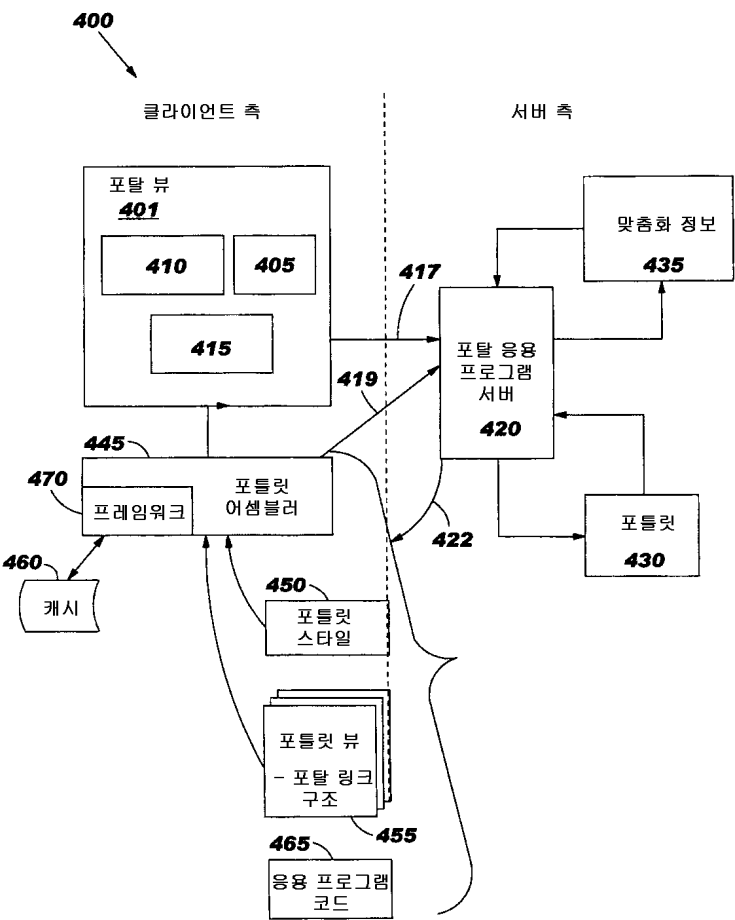 400
클라이언트 측
서버 측
포탈 뷰
401
410
405
415
417
맞춤화 정보
435
포탈 응용
프로그램
서버
420
419
445
470
프레임워크
포틀릿
어셈블러
422
포틀릿
430
460
캐시
450
포틀릿
스타일
포틀릿 뷰
– 포탈 링크
구조
455
465
응용 프로그램
코드